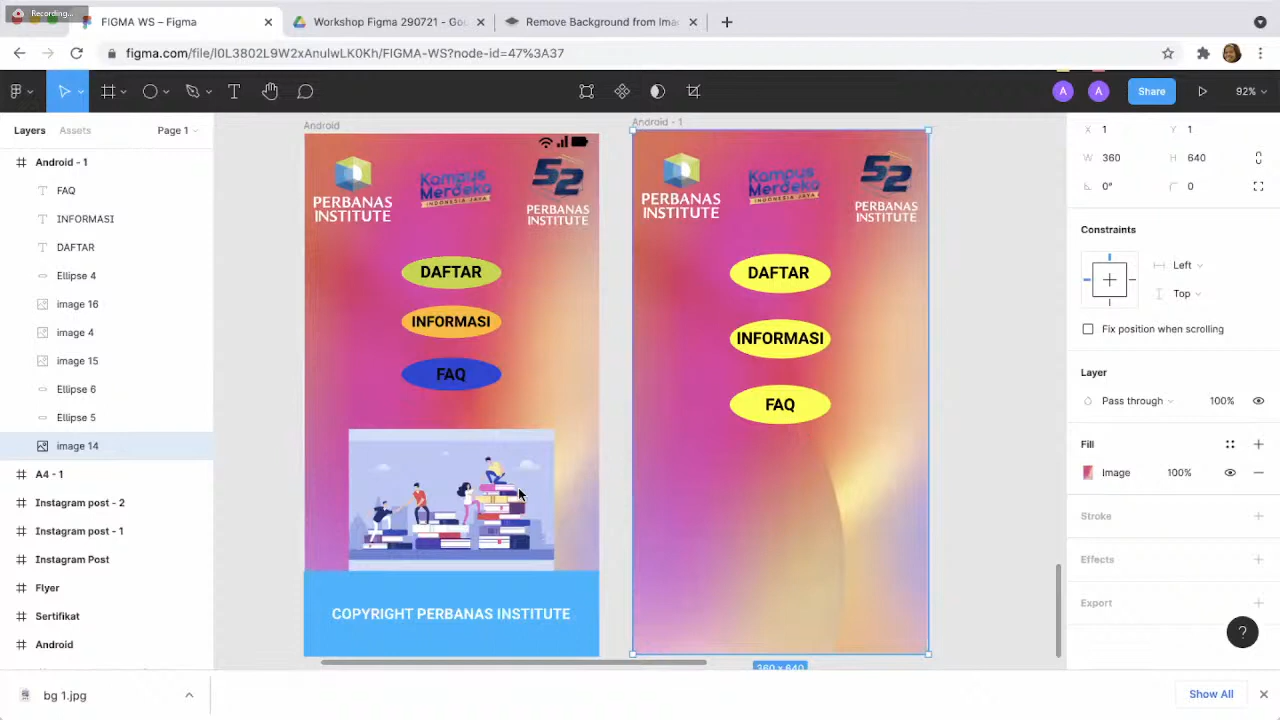 Recording...
FIGMA WS – Figma
Workshop Figma 290721 - Go
Remove Background from Ima
figma.com/file/l0L3802L9W2xAnulwLK0Kh/FIGMA-WS?node-id=47%3A37
A
A
Share
92%
Layers
Assets
Page 1
Android - 1
FAQ
INFORMASI
DAFTAR
Ellipse 4
image 16
image 4
image 15
Ellipse 6
Ellipse 5
image 14
A4 - 1
Instagram post - 2
Instagram post - 1
Instagram Post
Flyer
Sertifikat
Android
Android
PERBANAS
INSTITUTE
Kampus
Merdeka
INDONESIA JAYA
52
PERBANAS
INSTITUTE
DAFTAR
INFORMASI
FAQ
COPYRIGHT PERBANAS INSTITUTE
Android - 1
PERBANAS
INSTITUTE
Kampus
Merdeka
INDONESIA JAYA
52
PERBANAS
INSTITUTE
DAFTAR
INFORMASI
FAQ
360 × 640
X 1
Y 1
W 360
H 640
0°
0
Constraints
Left
Top
Fix position when scrolling
Layer
Pass through
100%
Fill
Image
100%
Stroke
Effects
Export
?
bg 1.jpg
Show All